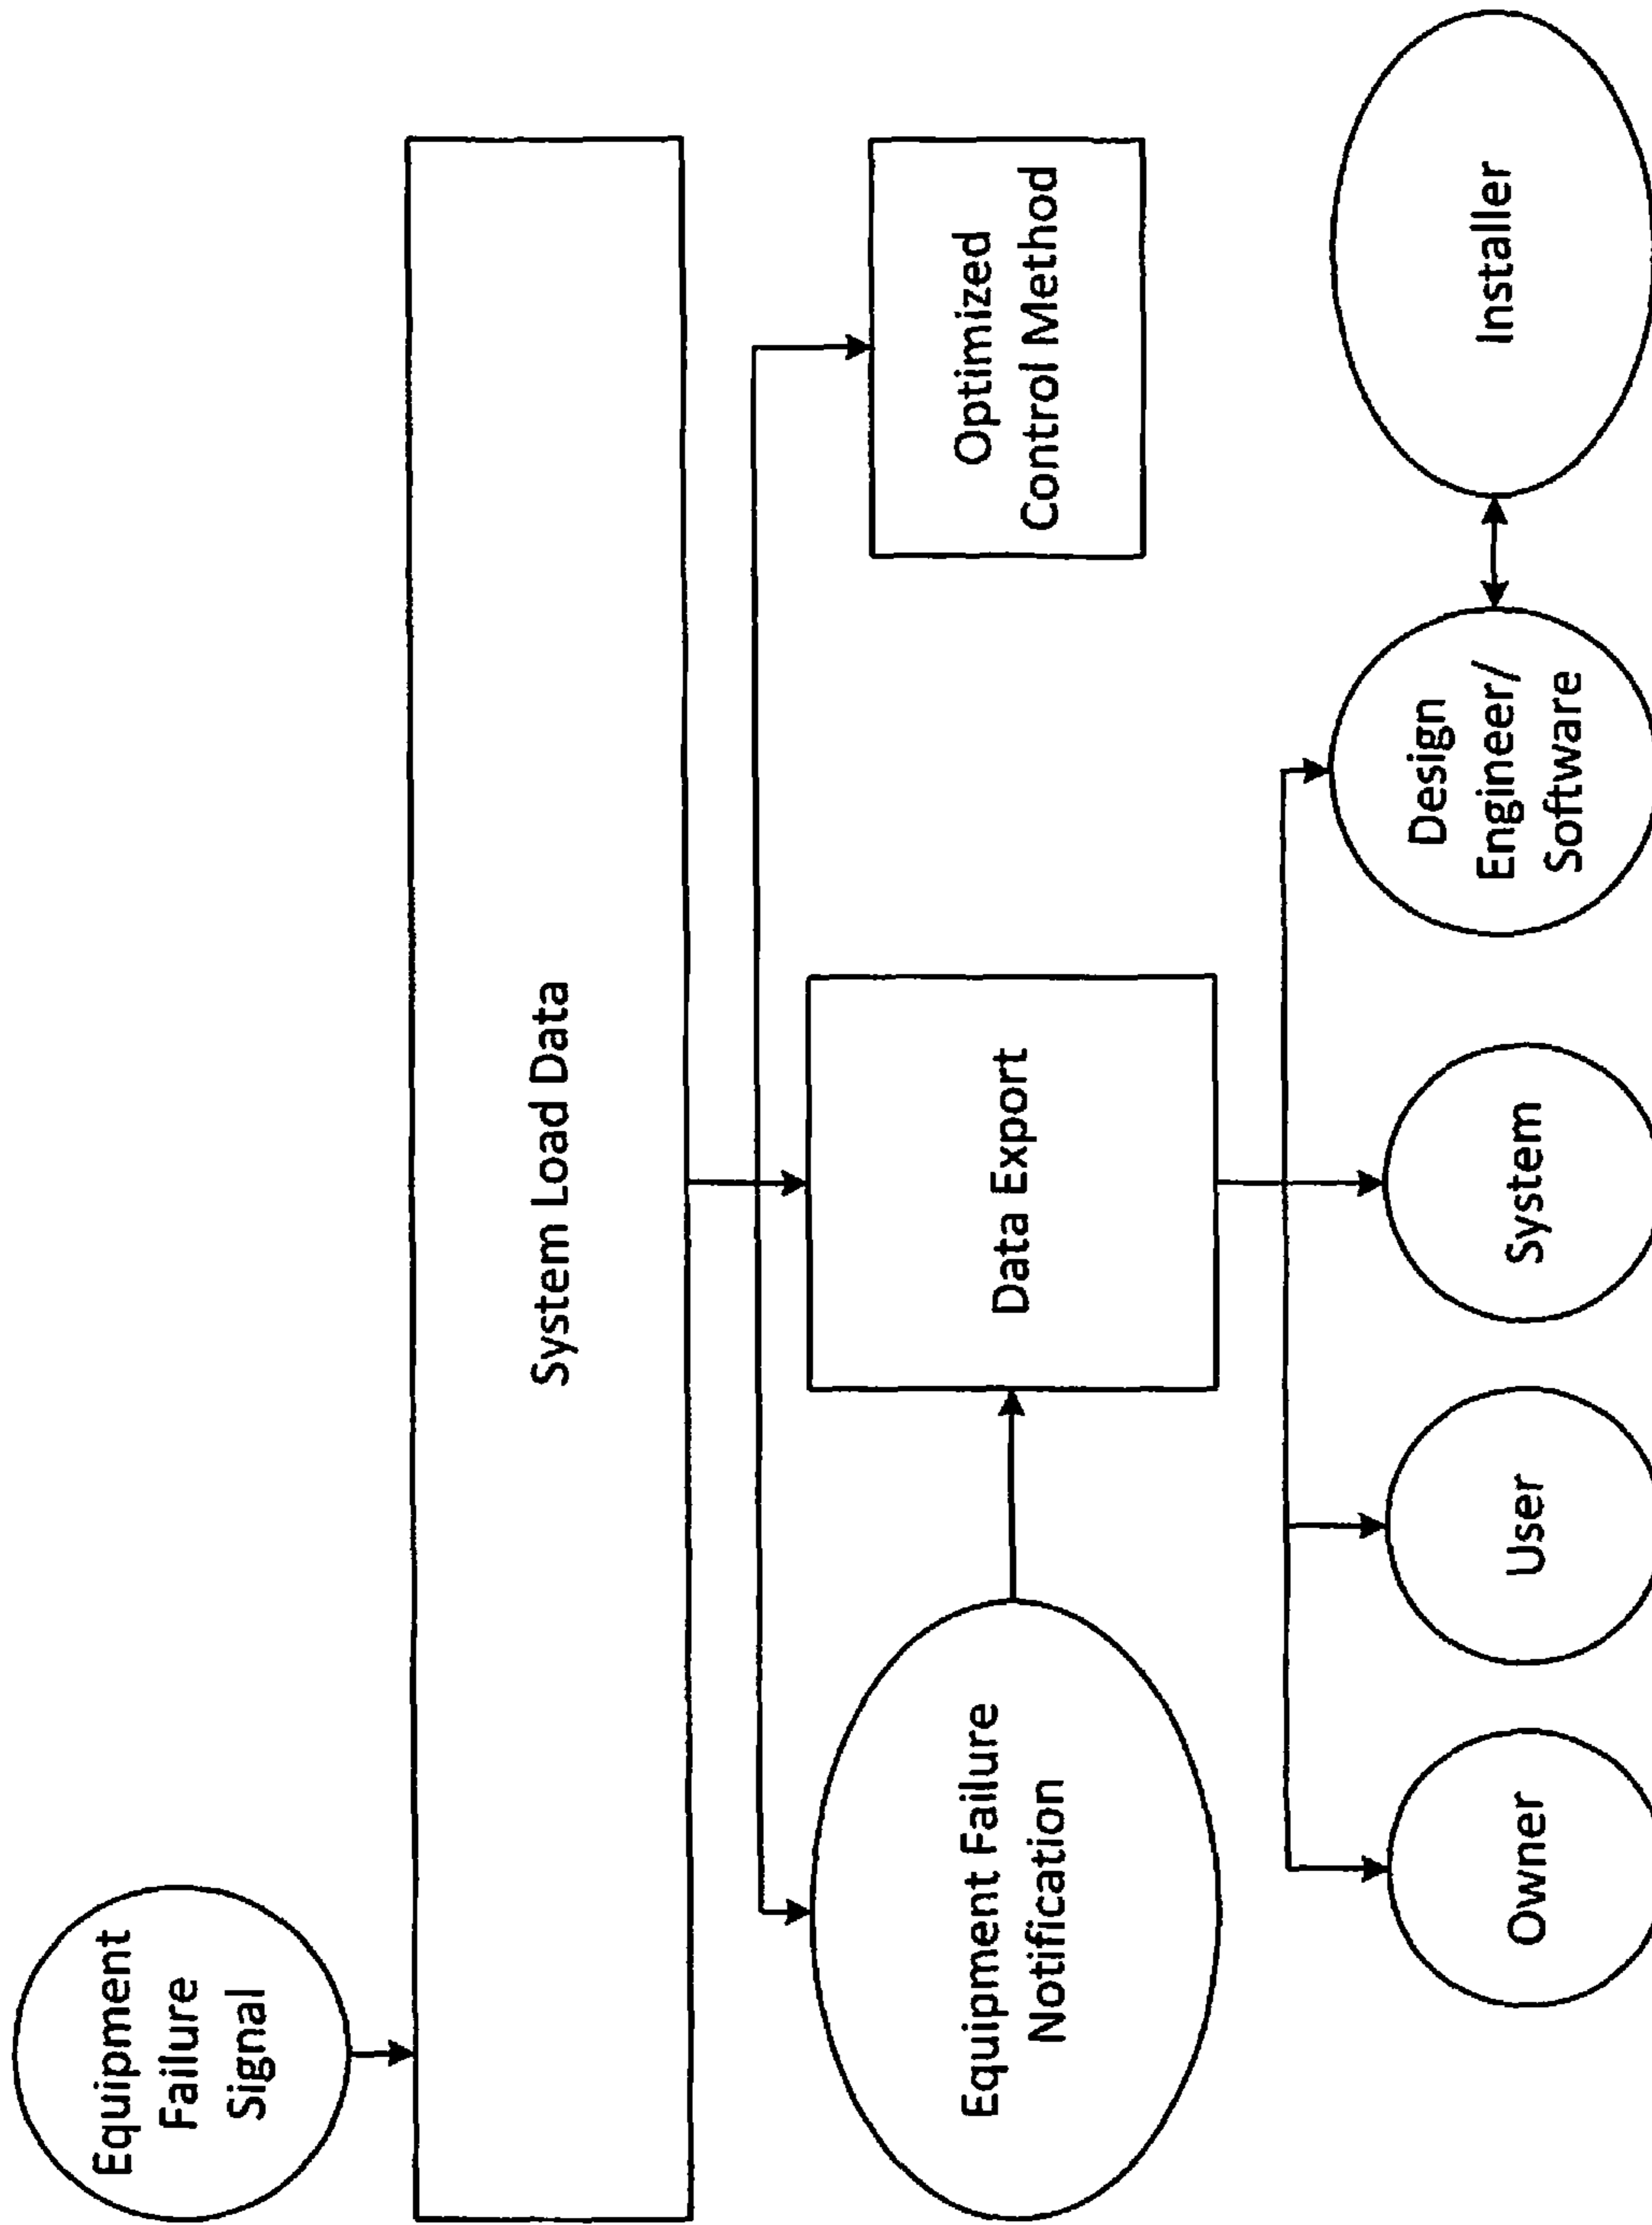 Equipment
Failure
Signal
System Load Data
Equipment Failure
Notification
Data Export
Optimized
Control Method
Owner
User
System
Design
Engineer/
Software
Installer